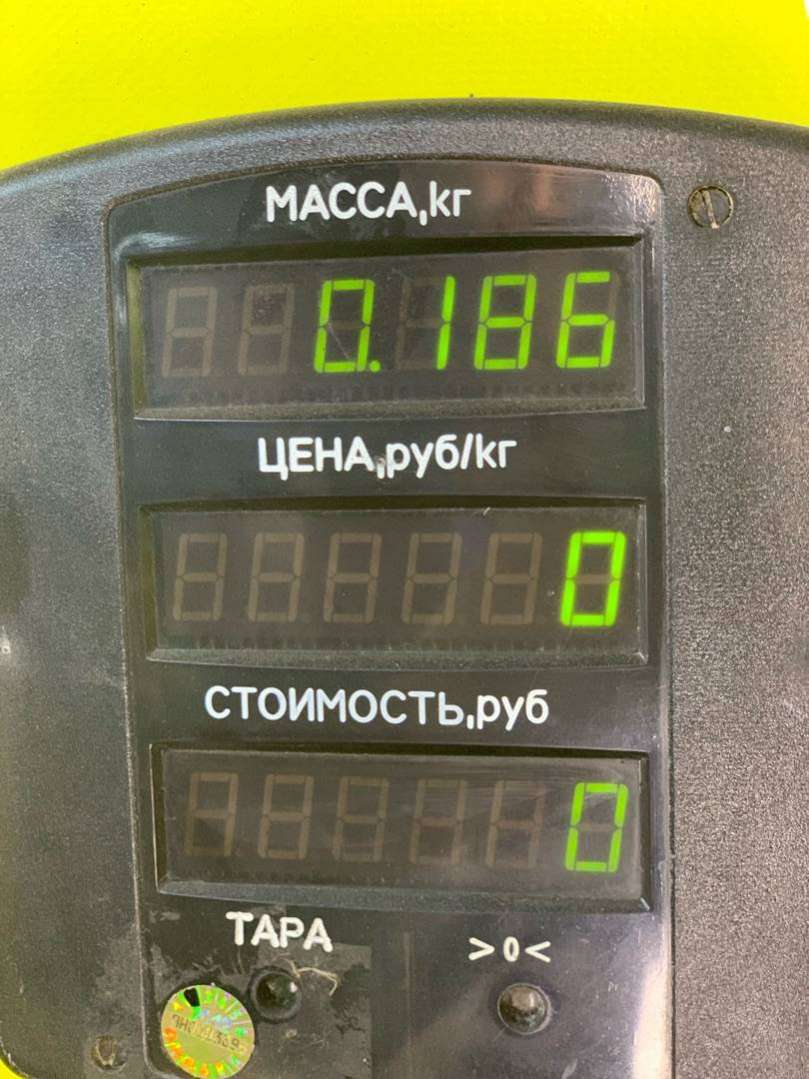 МАССА,кг
0.186
ЦЕНА,руб/кг
0
СТОИМОСТЬ,руб
0
ТАРА >0<